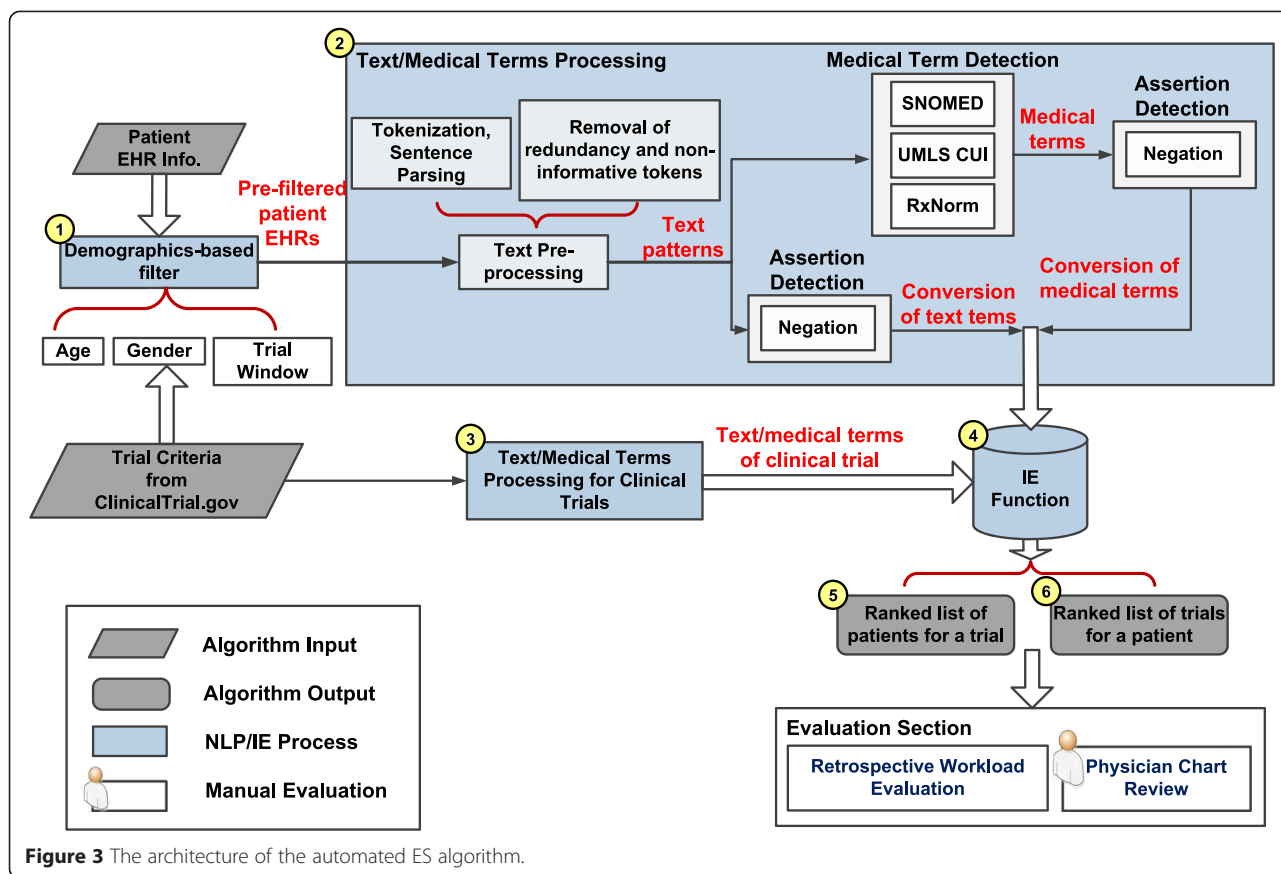 2
Text/Medical Terms Processing
Medical Term Detection
SNOMED
UMLS CUI
RxNorm
Medical
terms
Assertion
Detection
Negation
Tokenization,
Sentence
Parsing
Removal of
redundancy and non-
informative tokens
Patient
EHR Info.
Pre-filtered
patient
EHRs
1
Demographics-based
filter
Text Pre-
processing
Text
patterns
Assertion
Detection
Negation
Conversion
of text tems
Conversion of
medical terms
Age
Gender
Trial
Window
Trial Criteria
from
ClinicalTrial.gov
3
Text/Medical Terms
Processing for Clinical
Trials
Text/medical terms
of clinical trial
4
IE
Function
5
Ranked list of
patients for a trial
6
Ranked list of trials
for a patient
Algorithm Input
Algorithm Output
NLP/IE Process
Manual Evaluation
Evaluation Section
Retrospective Workload
Evaluation
Physician Chart
Review
Figure 3 The architecture of the automated ES algorithm.